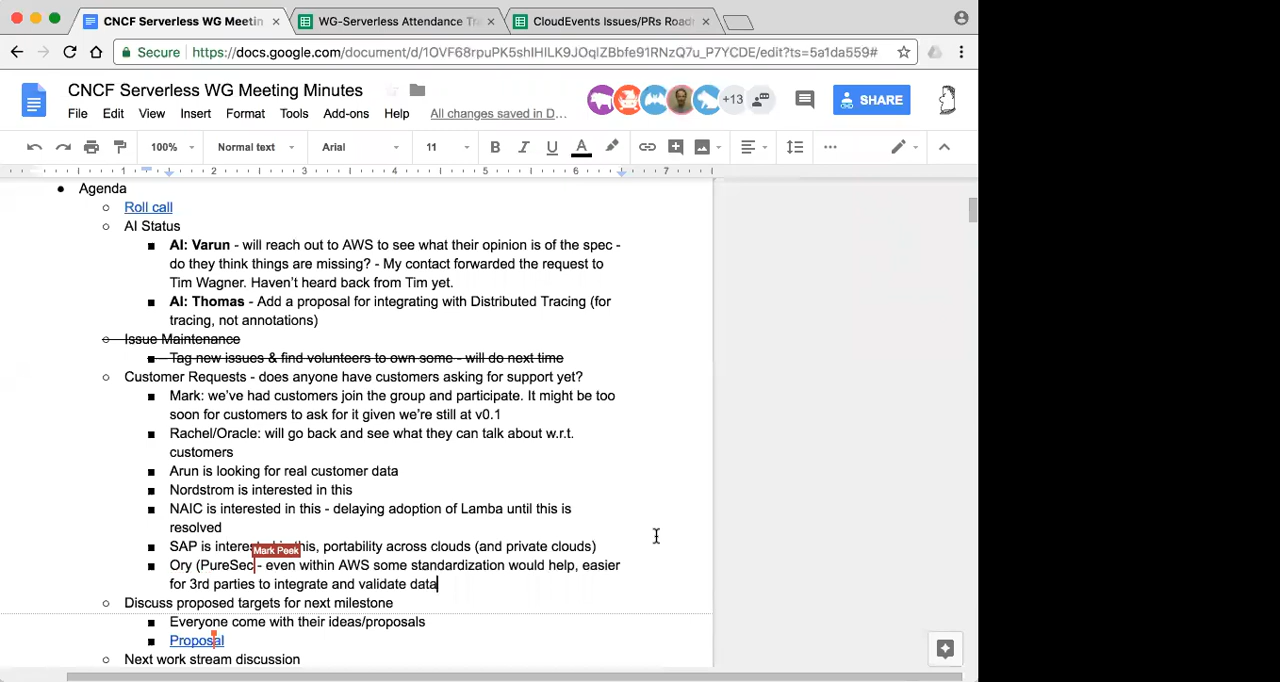 CNCF Serverless WG Meetin
WG-Serverless Attendance Tra
CloudEvents Issues/PRs Road
Secure
https://docs.google.com/document/d/1OVF68rpuPK5shIHILK9JOqlZBbfe91RNzQ7u_P7YCDE/edit?ts=5a1da559#
CNCF Serverless WG Meeting Minutes
+13
SHARE
File Edit View Insert Format Tools Add-ons Help All changes saved in D...
100% Normal text Arial 11 B I U A
1 2 3 4 5 6 7
Agenda
Roll call
AI Status
AI: Varun - will reach out to AWS to see what their opinion is of the spec -
do they think things are missing? - My contact forwarded the request to
Tim Wagner. Haven't heard back from Tim yet.
AI: Thomas - Add a proposal for integrating with Distributed Tracing (for
tracing, not annotations)
Issue Maintenance
Tag new issues & find volunteers to own some - will do next time
Customer Requests - does anyone have customers asking for support yet?
Mark: we've had customers join the group and participate. It might be too
soon for customers to ask for it given we're still at v0.1
Rachel/Oracle: will go back and see what they can talk about w.r.t.
customers
Arun is looking for real customer data
Nordstrom is interested in this
NAIC is interested in this - delaying adoption of Lamba until this is
resolved
SAP is interested in this, portability across clouds (and private clouds)
Mark Peek
Ory (PureSec - even within AWS some standardization would help, easier
for 3rd parties to integrate and validate data
Discuss proposed targets for next milestone
Everyone come with their ideas/proposals
Proposal
Next work stream discussion